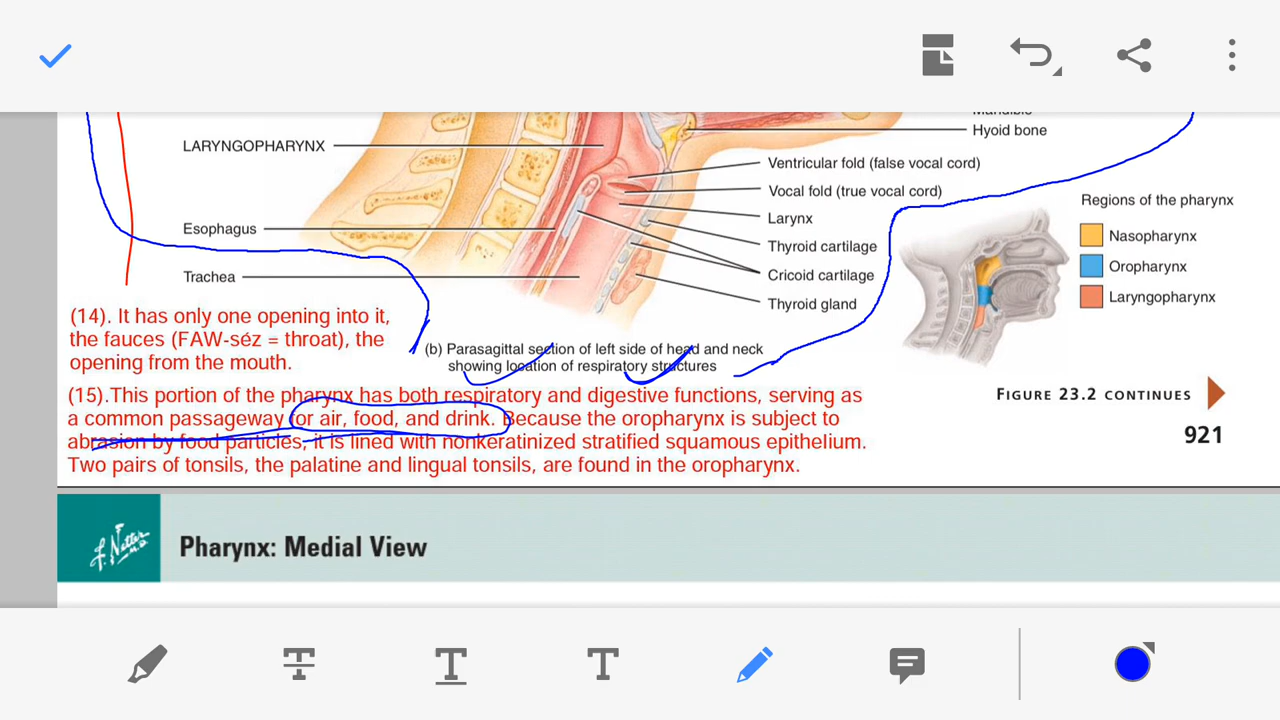 Mandible
LARYNGOPHARYNX
Hyoid bone
Ventricular fold (false vocal cord)
Vocal fold (true vocal cord)
Larynx
Esophagus
Thyroid cartilage
Trachea
Cricoid cartilage
Thyroid gland
Regions of the pharynx
Nasopharynx
Oropharynx
Laryngopharynx
(14). It has only one opening into it,
the fauces (FAW-séz = throat), the
opening from the mouth.
(b) Parasagittal section of left side of head and neck
showing location of respiratory structures
(15).This portion of the pharynx has both respiratory and digestive functions, serving as
a common passageway for air, food, and drink. Because the oropharynx is subject to
abrasion by food particles, it is lined with nonkeratinized stratified squamous epithelium.
Two pairs of tonsils, the palatine and lingual tonsils, are found in the oropharynx.
FIGURE 23.2 CONTINUES
921
f. Netter M.D.
Pharynx: Medial View
T
T
T